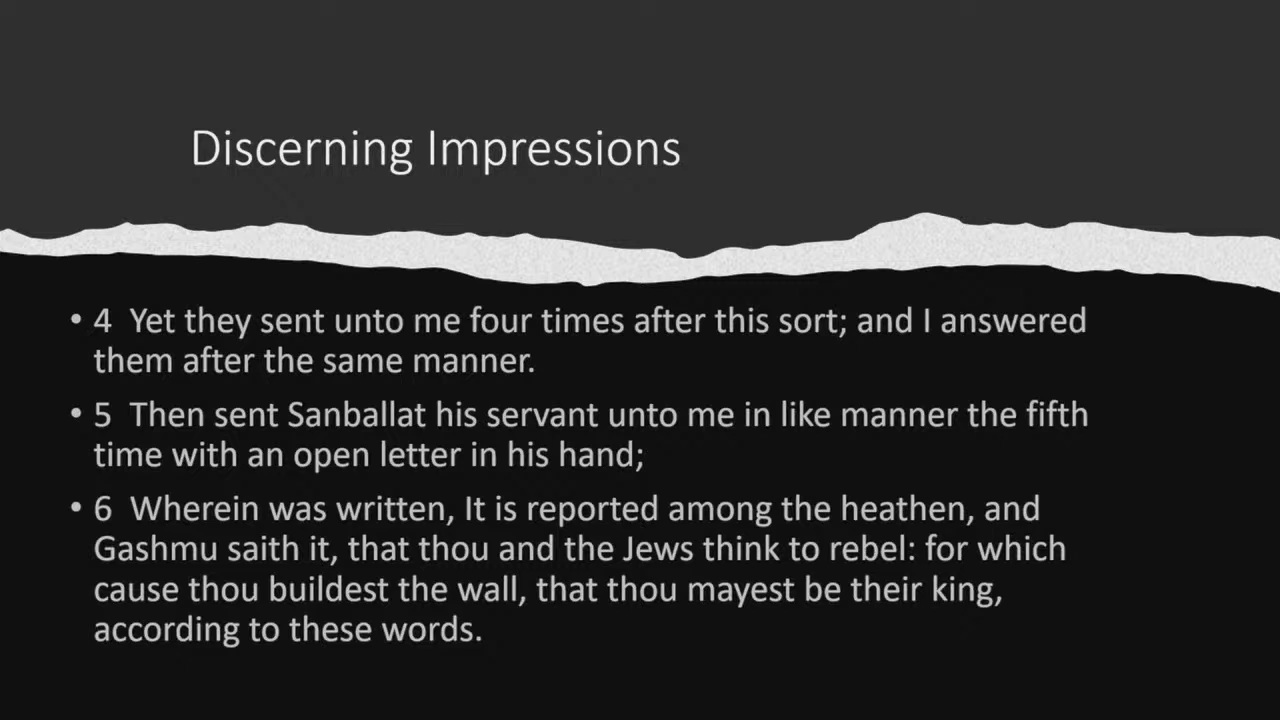 Discerning Impressions
• 4 Yet they sent unto me four times after this sort; and I answered
them after the same manner.
• 5 Then sent Sanballat his servant unto me in like manner the fifth
time with an open letter in his hand;
• 6 Wherein was written, It is reported among the heathen, and
Gashmu saith it, that thou and the Jews think to rebel: for which
cause thou buildest the wall, that thou mayest be their king,
according to these words.